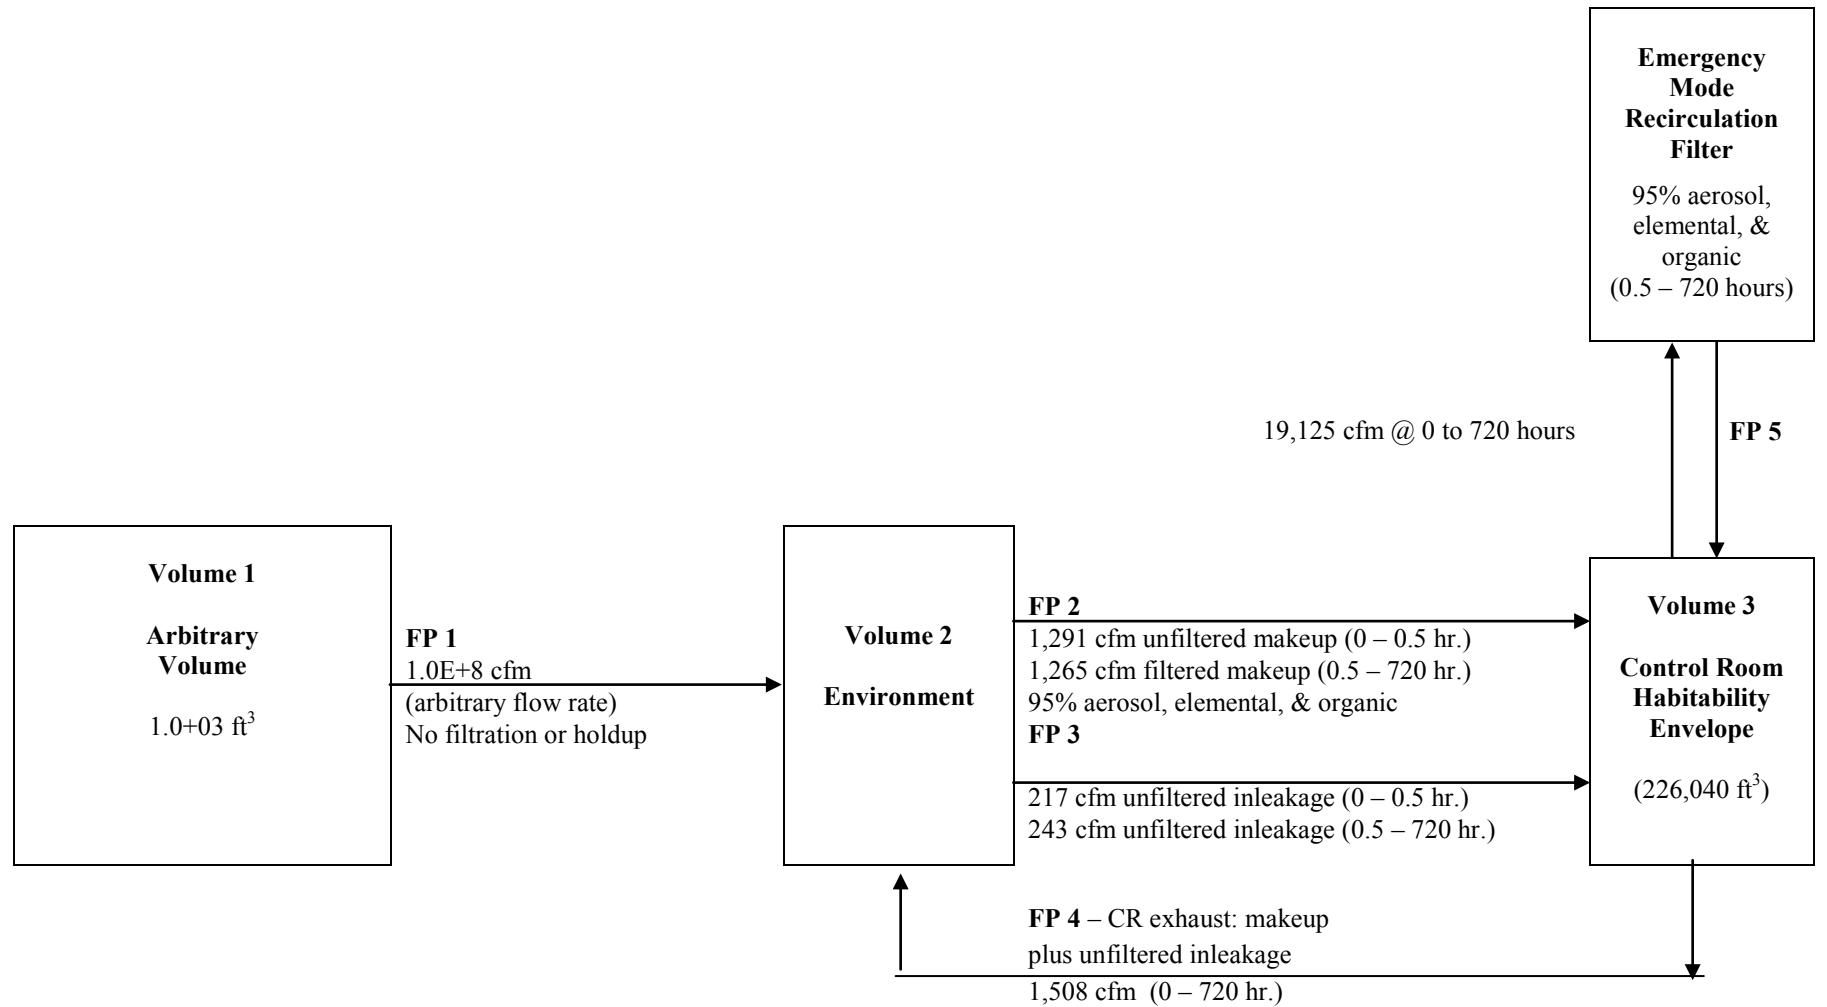 Emergency
Mode
Recirculation
Filter
95% aerosol,
elemental, &
organic
(0.5 – 720 hours)
19,125 cfm @ 0 to 720 hours
FP 5
Volume 1
Arbitrary
Volume
1.0+03 ft³
FP 1
1.0E+8 cfm
(arbitrary flow rate)
No filtration or holdup
Volume 2
Environment
FP 2
1,291 cfm unfiltered makeup (0 – 0.5 hr.)
1,265 cfm filtered makeup (0.5 – 720 hr.)
95% aerosol, elemental, & organic
FP 3
217 cfm unfiltered inleakage (0 – 0.5 hr.)
243 cfm unfiltered inleakage (0.5 – 720 hr.)
Volume 3
Control Room
Habitability
Envelope
(226,040 ft³)
FP 4 – CR exhaust: makeup
plus unfiltered inleakage
1,508 cfm (0 – 720 hr.)